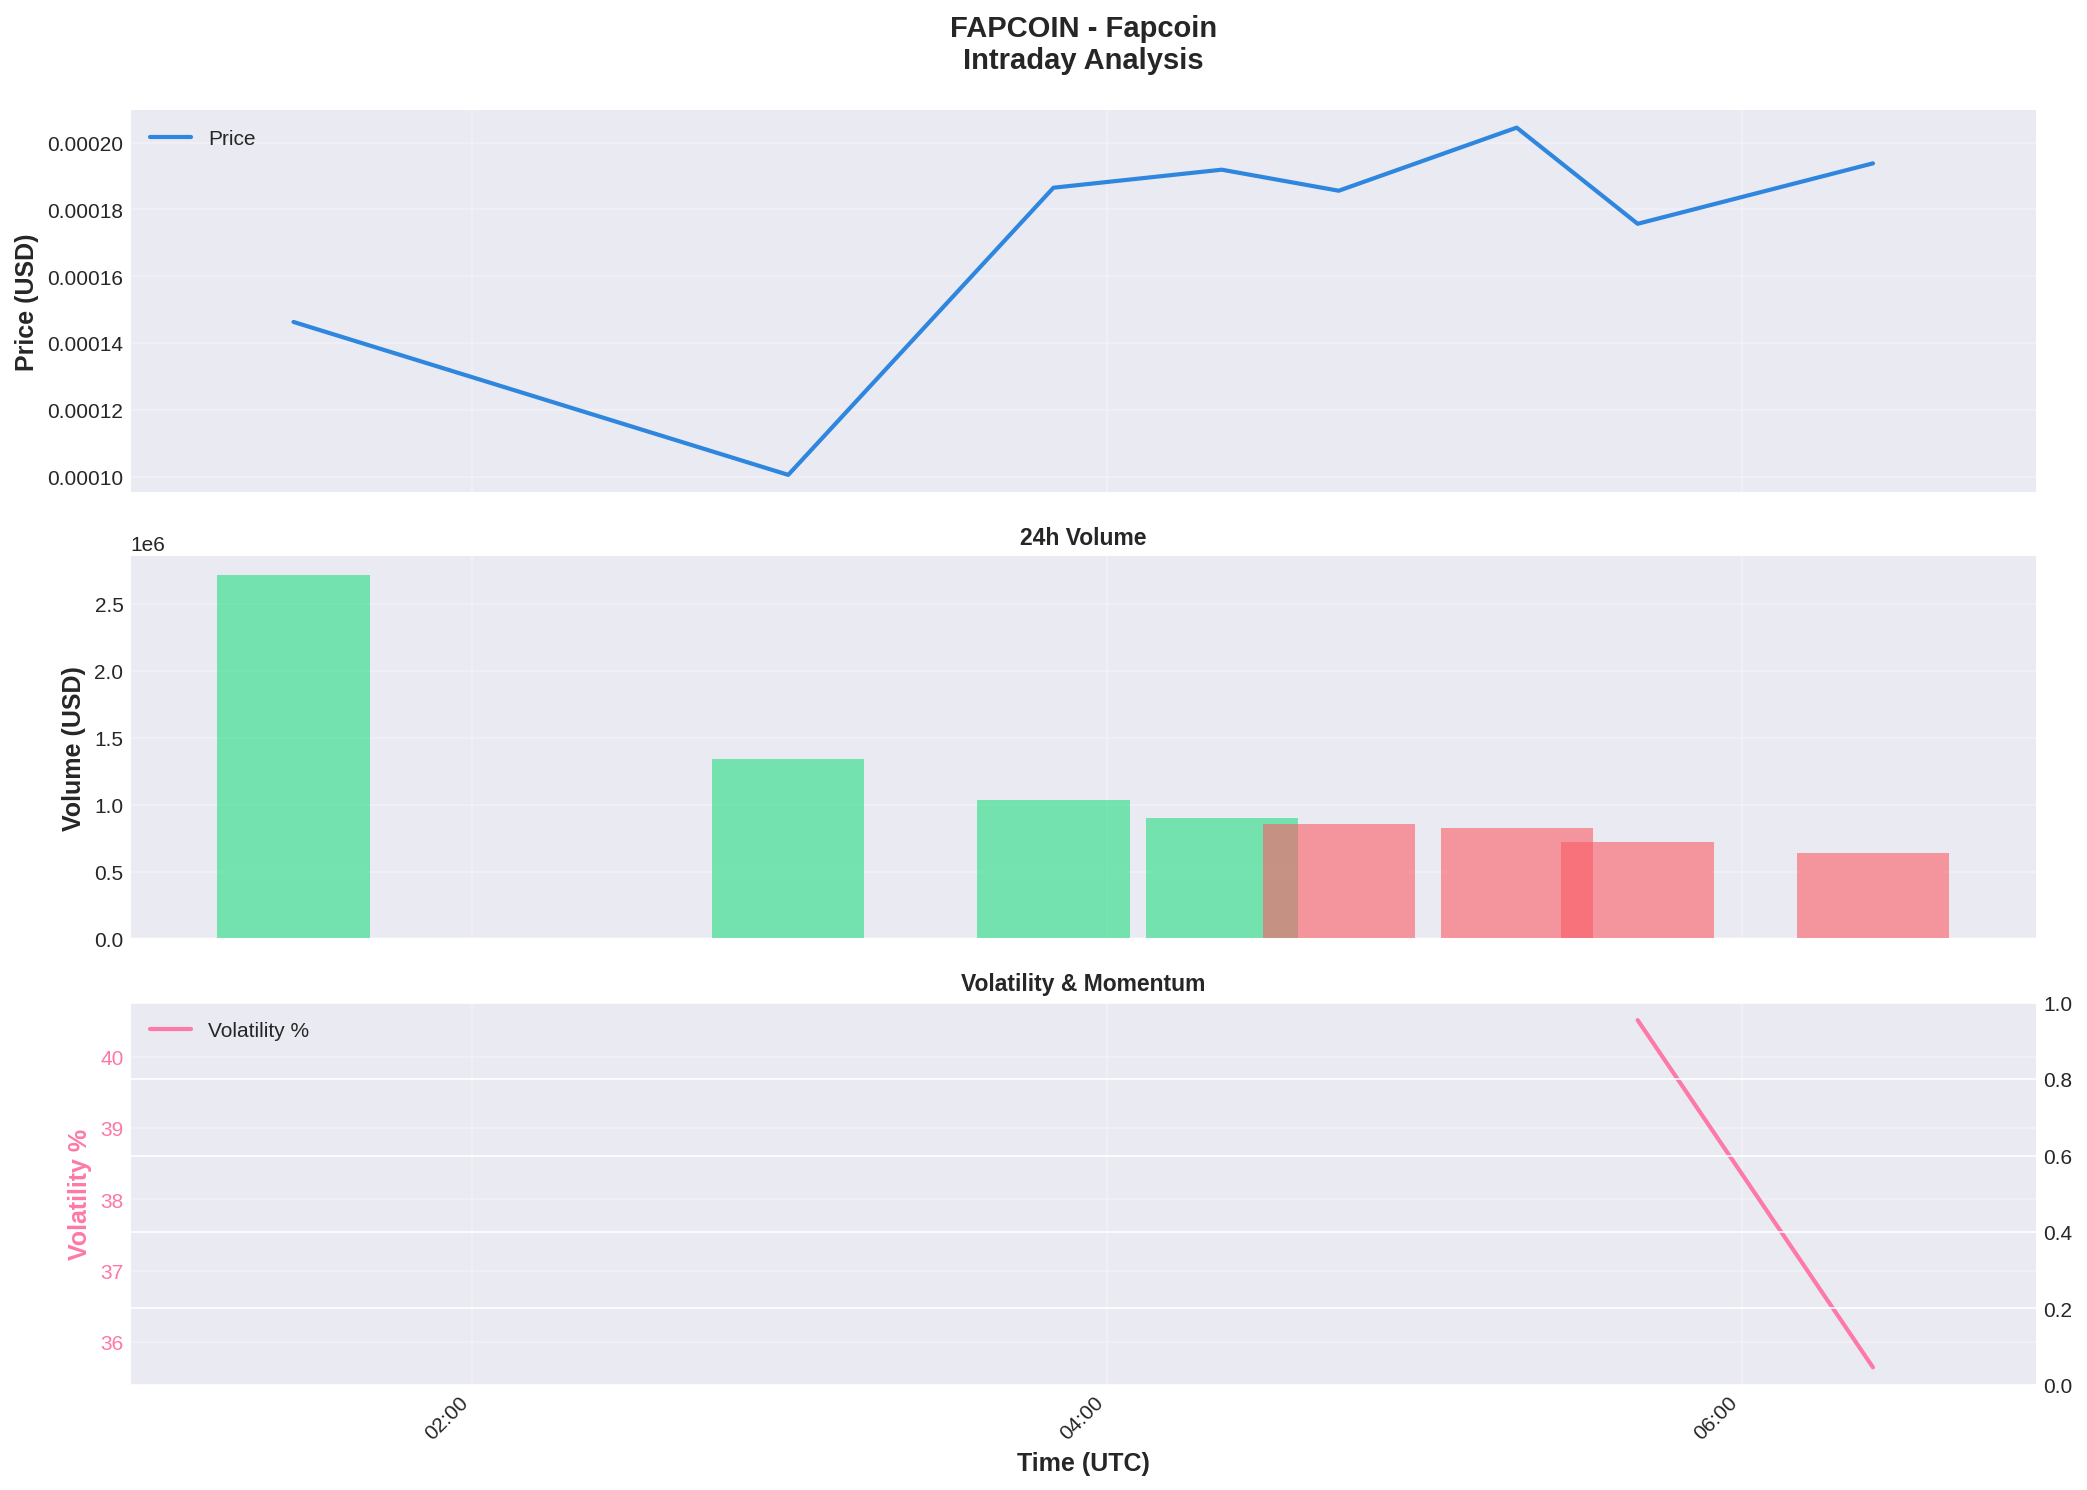 FAPCOIN - Fapcoin
Intraday Analysis
Price
0.00020
0.00018
0.00016
0.00014
0.00012
0.00010
Price (USD)
24h Volume
1e6
2.5
2.0
1.5
1.0
0.5
0.0
Volume (USD)
Volatility & Momentum
Volatility %
40
39
38
37
36
Volatility %
1.0
0.8
0.6
0.4
0.2
0.0
02:00
04:00
06:00
Time (UTC)